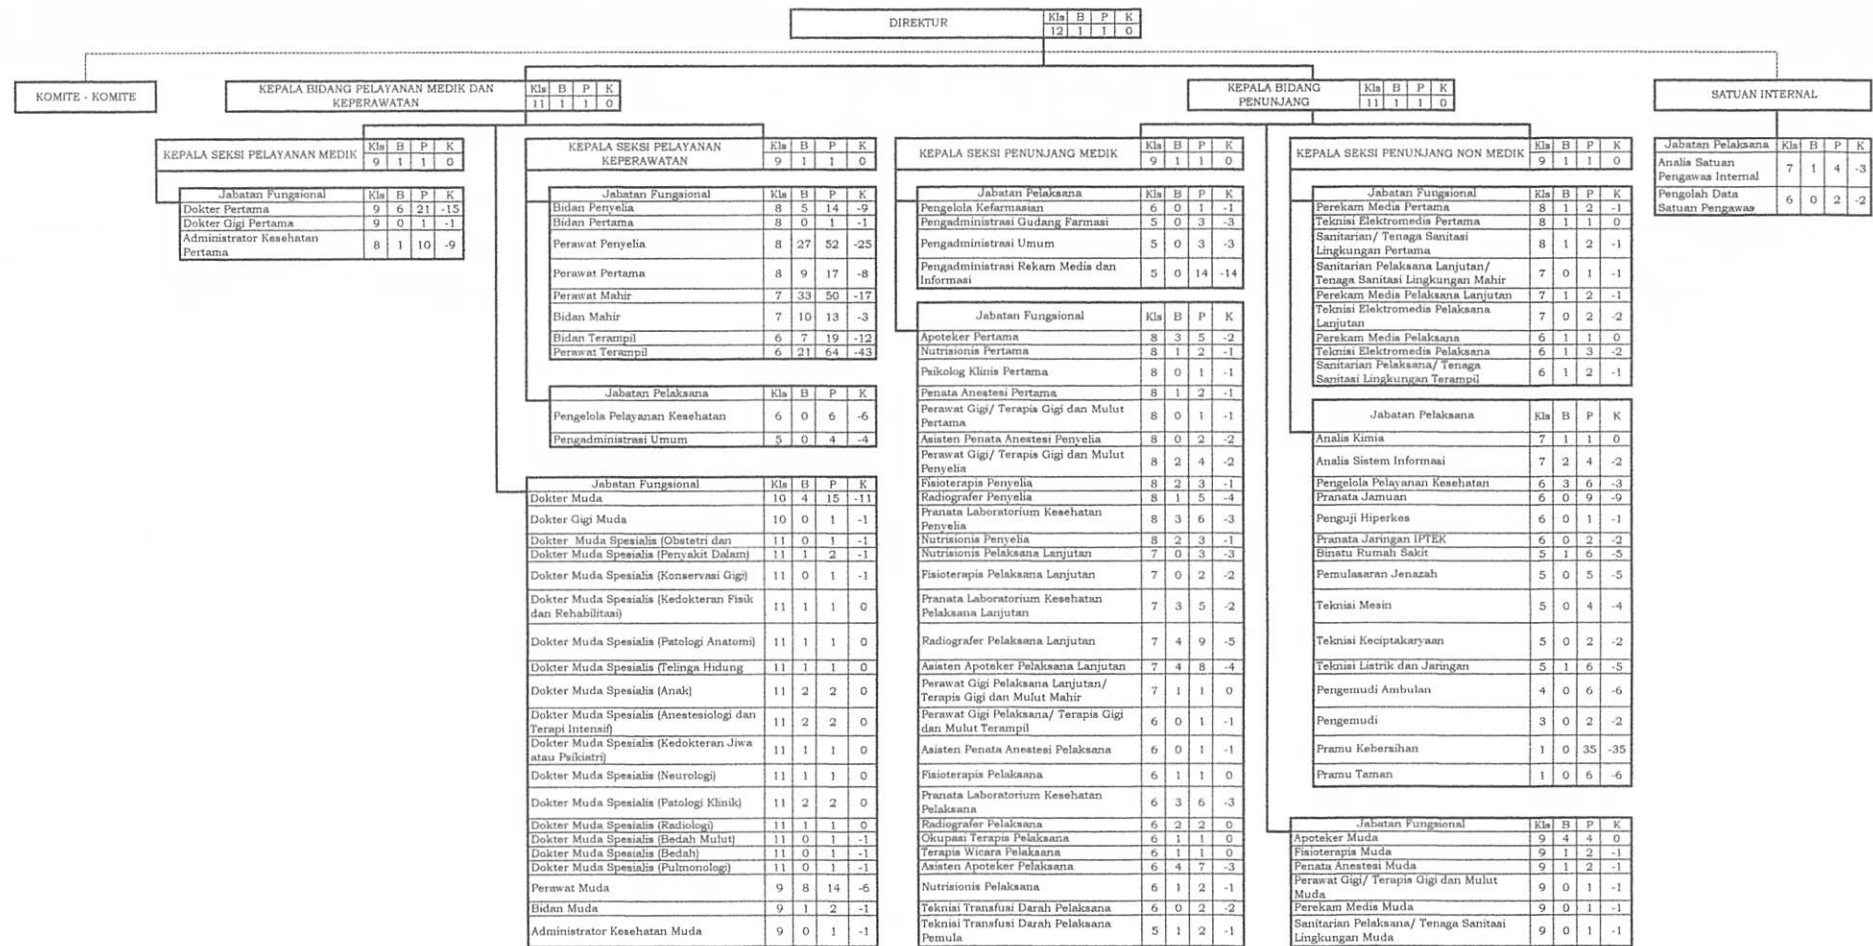 DIREKTUR
Kls B P K
12 1 1 0
KOMITE - KOMITE
KEPALA BIDANG PELAYANAN MEDIK DAN
KEPERAWATAN
Kls B P K
11 1 1 0
KEPALA BIDANG
PENUNJANG
Kls B P K
11 1 1 0
SATUAN INTERNAL
KEPALA SEKSI PELAYANAN MEDIK
Kls B P K
9 1 1 0
Jabatan Fungsional Kls B P K
Dokter Pertama 9 6 21 -15
Dokter Gigi Pertama 9 0 1 -1
Administrator Kesehatan
Pertama 8 1 10 -9
KEPALA SEKSI PELAYANAN
KEPERAWATAN
Kls B P K
9 1 1 0
Jabatan Fungsional Kls B P K
Bidan Penyelia 8 5 14 -9
Bidan Pertama 8 0 1 -1
Perawat Penyelia 8 27 52 -25
Perawat Pertama 8 9 17 -8
Perawat Mahir 7 33 50 -17
Bidan Mahir 7 10 13 -3
Bidan Terampil 6 7 19 -12
Perawat Terampil 6 21 64 -43
Jabatan Pelaksana Kls B P K
Pengelola Pelayanan Kesehatan 6 0 6 -6
Pengadministrasi Umum 5 0 4 -4
Jabatan Fungsional Kls B P K
Dokter Muda 10 4 15 -11
Dokter Gigi Muda 10 0 1 -1
Dokter Muda Spesialis (Obstetri dan 11 0 1 -1
Dokter Muda Spesialis (Penyakit Dalam) 11 1 2 -1
Dokter Muda Spesialis (Konservasi Gigi) 11 0 1 -1
Dokter Muda Spesialis (Kedokteran Fisik
dan Rehabilitasi) 11 1 1 0
Dokter Muda Spesialis (Patologi Anatomi) 11 1 1 0
Dokter Muda Spesialis (Telinga Hidung 11 1 1 0
Dokter Muda Spesialis (Anak) 11 2 2 0
Dokter Muda Spesialis (Anestesiologi dan
Terapi Intensif) 11 2 2 0
Dokter Muda Spesialis (Kedokteran Jiwa
atau Psikiatri) 11 1 1 0
Dokter Muda Spesialis (Neurologi) 11 1 1 0
Dokter Muda Spesialis (Patologi Klinik) 11 2 2 0
Dokter Muda Spesialis (Radiologi) 11 1 1 0
Dokter Muda Spesialis (Bedah Mulut) 11 0 1 -1
Dokter Muda Spesialis (Bedah) 11 0 1 -1
Dokter Muda Spesialis (Pulmonologi) 11 0 1 -1
Perawat Muda 9 8 14 -6
Bidan Muda 9 1 2 -1
Administrator Kesehatan Muda 9 0 1 -1
KEPALA SEKSI PENUNJANG MEDIK
Kls B P K
9 1 1 0
Jabatan Pelaksana Kls B P K
Pengelola Kefarmasian 6 0 1 -1
Pengadministrasi Gudang Farmasi 5 0 3 -3
Pengadministrasi Umum 5 0 3 -3
Pengadministrasi Rekam Medis dan
Informasi 5 0 14 -14
Jabatan Fungsional Kls B P K
Apoteker Pertama 8 3 5 -2
Nutrisionis Pertama 8 1 2 -1
Psikolog Klinis Pertama 8 0 1 -1
Penata Anestesi Pertama 8 1 2 -1
Perawat Gigi/ Terapis Gigi dan Mulut
Pertama 8 0 1 -1
Asisten Penata Anestesi Penyelia 8 0 2 -2
Perawat Gigi/ Terapis Gigi dan Mulut
Penyelia 8 2 4 -2
Fisioterapis Penyelia 8 2 3 -1
Radiografer Penyelia 8 1 5 -4
Pranata Laboratorium Kesehatan
Penyelia 8 3 6 -3
Nutrisionis Penyelia 8 2 3 -1
Nutrisionis Pelaksana Lanjutan 7 0 3 -3
Fisioterapis Pelaksana Lanjutan 7 0 2 -2
Pranata Laboratorium Kesehatan
Pelaksana Lanjutan 7 3 5 -2
Radiografer Pelaksana Lanjutan 7 4 9 -5
Asisten Apoteker Pelaksana Lanjutan 7 4 8 -4
Perawat Gigi Pelaksana Lanjutan/
Terapis Gigi dan Mulut Mahir 7 1 1 0
Perawat Gigi Pelaksana/ Terapis Gigi
dan Mulut Terampil 6 0 1 -1
Asisten Penata Anestesi Pelaksana 6 0 1 -1
Fisioterapis Pelaksana 6 1 1 0
Pranata Laboratorium Kesehatan
Pelaksana 6 3 6 -3
Radiografer Pelaksana 6 2 2 0
Okupasi Terapis Pelaksana 6 1 1 0
Terapis Wicara Pelaksana 6 1 1 0
Asisten Apoteker Pelaksana 6 4 7 -3
Nutrisionis Pelaksana 6 1 2 -1
Teknisi Transfusi Darah Pelaksana 6 0 2 -2
Teknisi Transfusi Darah Pelaksana
Pemula 5 1 2 -1
KEPALA SEKSI PENUNJANG NON MEDIK
Kls B P K
9 1 1 0
Jabatan Fungsional Kls B P K
Perekam Medis Pertama 8 1 2 -1
Teknisi Elektromedis Pertama 8 1 1 0
Sanitarian/ Tenaga Sanitasi
Lingkungan Pertama 8 1 2 -1
Sanitarian Pelaksana Lanjutan/
Tenaga Sanitasi Lingkungan Mahir 7 0 1 -1
Perekam Medis Pelaksana Lanjutan 7 1 2 -1
Teknisi Elektromedis Pelaksana
Lanjutan 7 0 2 -2
Perekam Medis Pelaksana 6 1 1 0
Teknisi Elektromedis Pelaksana 6 1 3 -2
Sanitarian Pelaksana/ Tenaga
Sanitasi Lingkungan Terampil 6 1 2 -1
Jabatan Pelaksana Kls B P K
Analis Kimia 7 1 1 0
Analis Sistem Informasi 7 2 4 -2
Pengelola Pelayanan Kesehatan 6 3 6 -3
Pranata Jamuan 6 0 9 -9
Penguji Hiperkes 6 0 1 -1
Pranata Jaringan IPTEK 6 0 2 -2
Binatu Rumah Sakit 5 1 6 -5
Pemulasaran Jenazah 5 0 5 -5
Teknisi Mesin 5 0 4 -4
Teknisi Keciptakaryaan 5 0 2 -2
Teknisi Listrik dan Jaringan 5 1 6 -5
Pengemudi Ambulan 4 0 6 -6
Pengemudi 3 0 2 -2
Pramu Kebersihan 1 0 35 -35
Pramu Taman 1 0 6 -6
Jabatan Fungsional Kls B P K
Apoteker Muda 9 4 4 0
Fisioterapis Muda 9 1 2 -1
Penata Anestesi Muda 9 1 2 -1
Perawat Gigi/ Terapis Gigi dan Mulut
Muda 9 0 1 -1
Perekam Medis Muda 9 0 1 -1
Sanitarian Pelaksana/ Tenaga Sanitasi
Lingkungan Muda 9 0 1 -1
Jabatan Pelaksana Kls B P K
Analis Satuan
Pengawas Internal 7 1 4 -3
Pengolah Data
Satuan Pengawas 6 0 2 -2